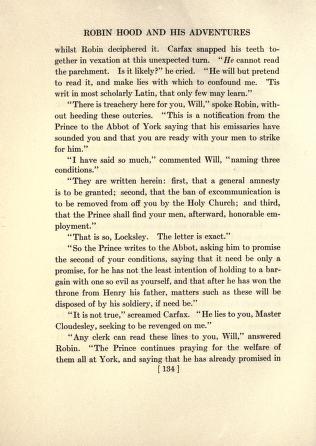 ROBIN HOOD AND HIS ADVENTURES
whilst Robin deciphered it. Carfax snapped his teeth to-
gether in vexation at this unexpected turn. "He cannot read
the parchment. Is it likely?" he cried. "He will but pretend
to read it, and make lies with which to confound me. 'Tis
writ in most scholarly Latin, that only few may learn."
"There is treachery here for you, Will," spoke Robin, with-
out heeding these outcries. "This is a notification from the
Prince to the Abbot of York saying that his emissaries have
sounded you and that you are ready with your men to strike
for him."
"I have said so much," commented Will, "naming three
conditions."
"They are written herein: first, that a general amnesty
is to be granted; second, that the ban of excommunication is
to be removed from off you by the Holy Church; and third,
that the Prince shall find your men, afterward, honorable em-
ployment."
"That is so, Locksley. The letter is exact."
"So the Prince writes to the Abbot, asking him to promise
the second of your conditions, saying that it need be only a
promise, for he has not the least intention of holding to a bar-
gain with one so evil as yourself, and that after he has won the
throne from Henry his father, matters such as these will be
disposed of by his soldiery, if need be."
"It is not true," screamed Carfax. "He lies to you, Master
Cloudesley, seeking to be revenged on me."
"Any clerk can read these lines to you, Will," answered
Robin. "The Prince continues praying for the welfare of
them all at York, and saying that he has already promised in
[ 134 ]